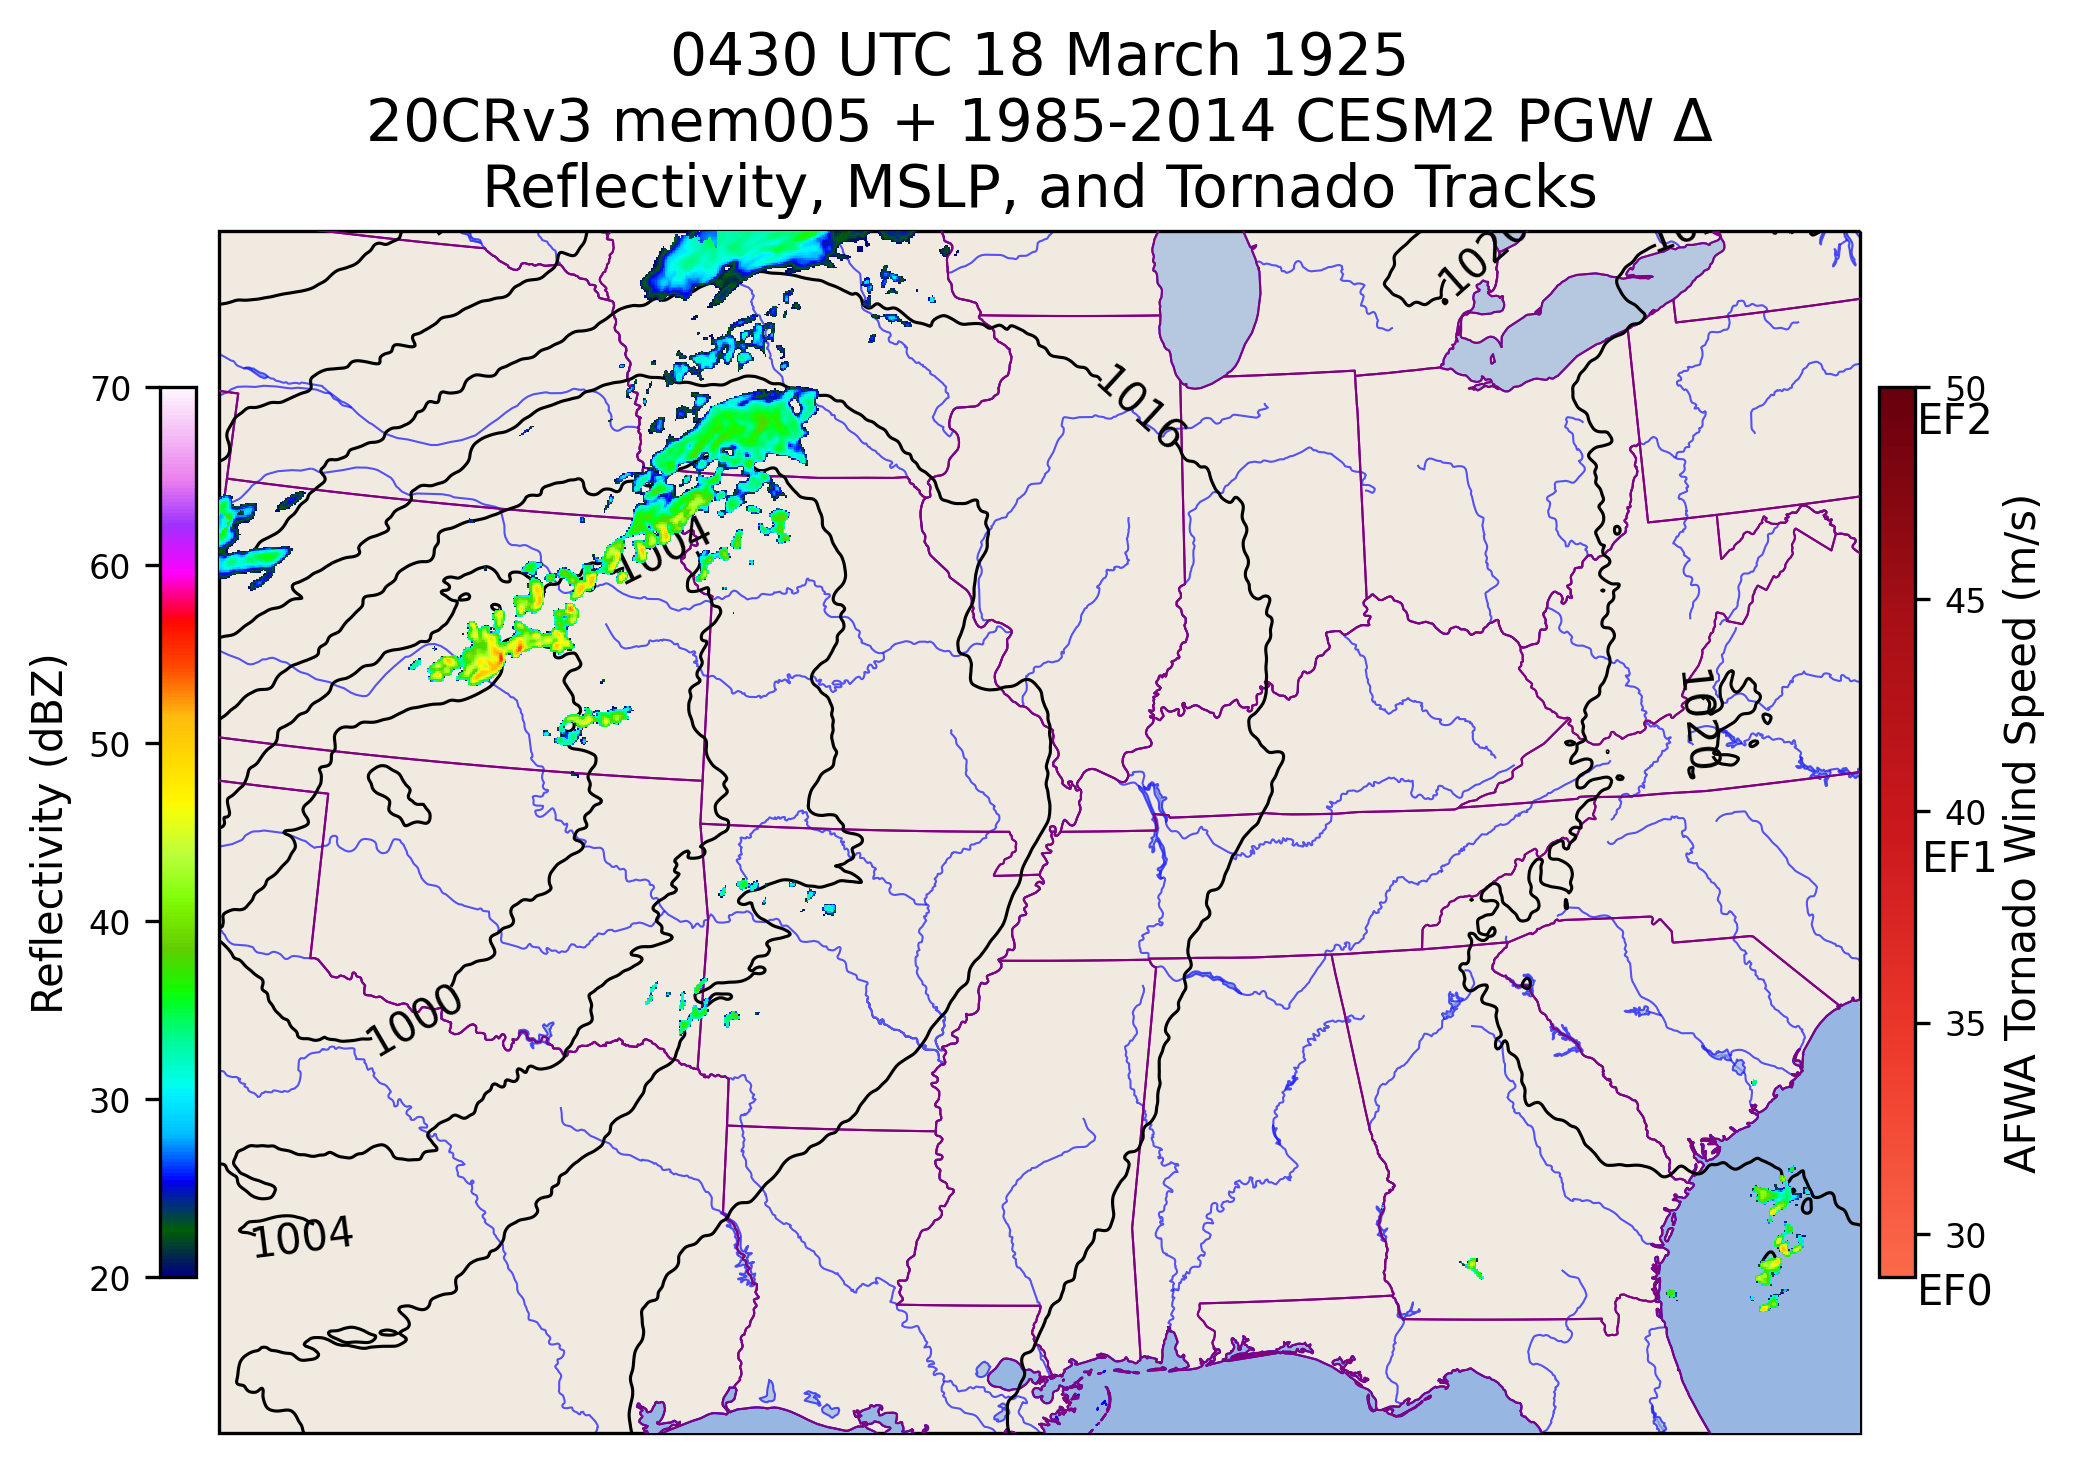 0430 UTC 18 March 1925
20CRv3 mem005 + 1985-2014 CESM2 PGW Δ
Reflectivity, MSLP, and Tornado Tracks
Reflectivity (dBZ)
70
60
50
40
30
20
1020
1016
1004
1020
1000
1004
50
EF2
45
40
EF1
35
30
EF0
AFWA Tornado Wind Speed (m/s)